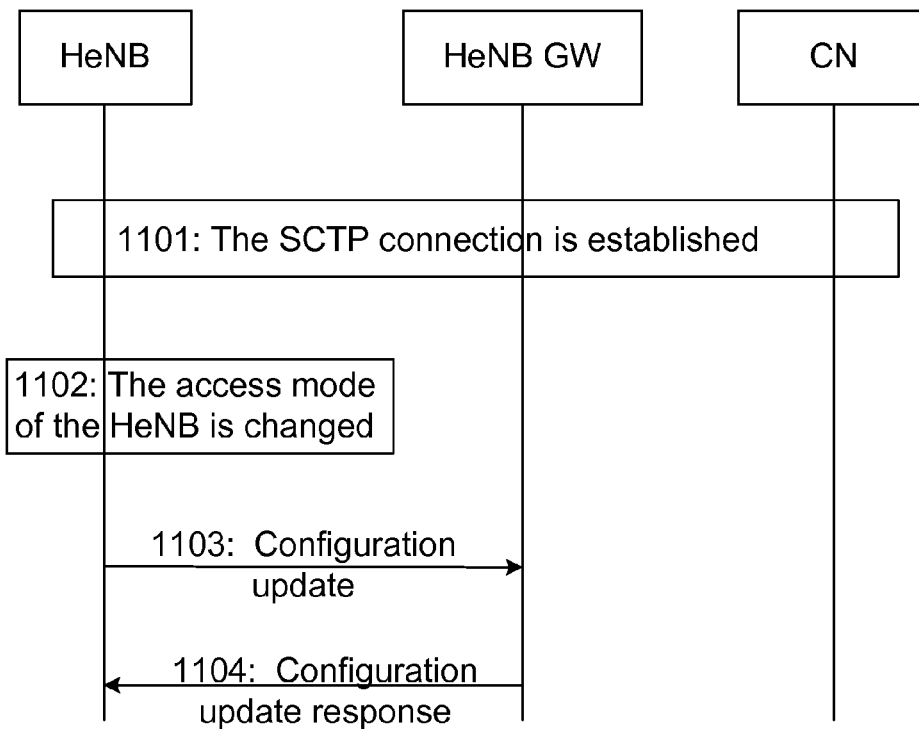 HeNB
HeNB GW
CN
1101: The SCTP connection is established
1102: The access mode
of the HeNB is changed
1103: Configuration
update
1104: Configuration
update response